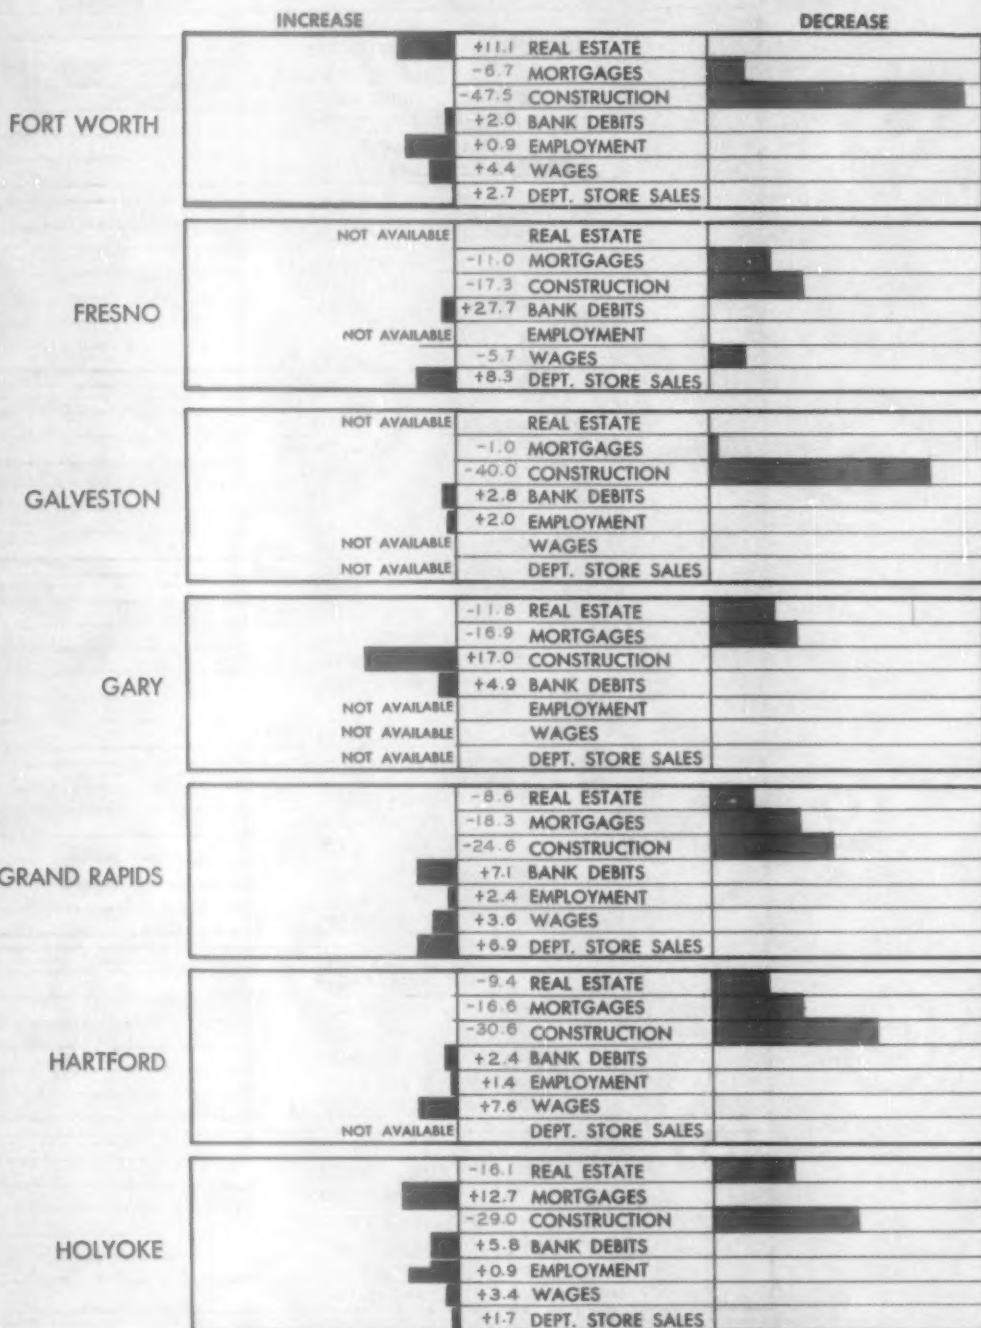 INCREASE DECREASE
FORT WORTH
+11.1 REAL ESTATE
-6.7 MORTGAGES
-47.5 CONSTRUCTION
+2.0 BANK DEBITS
+0.9 EMPLOYMENT
+4.4 WAGES
+2.7 DEPT. STORE SALES
FRESNO
NOT AVAILABLE REAL ESTATE
-11.0 MORTGAGES
-17.3 CONSTRUCTION
+27.7 BANK DEBITS
NOT AVAILABLE EMPLOYMENT
-5.7 WAGES
+8.3 DEPT. STORE SALES
GALVESTON
NOT AVAILABLE REAL ESTATE
-1.0 MORTGAGES
-40.0 CONSTRUCTION
+2.8 BANK DEBITS
+2.0 EMPLOYMENT
NOT AVAILABLE WAGES
NOT AVAILABLE DEPT. STORE SALES
GARY
-11.8 REAL ESTATE
-16.9 MORTGAGES
+17.0 CONSTRUCTION
+4.9 BANK DEBITS
NOT AVAILABLE EMPLOYMENT
NOT AVAILABLE WAGES
NOT AVAILABLE DEPT. STORE SALES
GRAND RAPIDS
-8.6 REAL ESTATE
-18.3 MORTGAGES
-24.6 CONSTRUCTION
+7.1 BANK DEBITS
+2.4 EMPLOYMENT
+3.6 WAGES
+6.9 DEPT. STORE SALES
HARTFORD
-9.4 REAL ESTATE
-16.6 MORTGAGES
-30.6 CONSTRUCTION
+2.4 BANK DEBITS
+1.4 EMPLOYMENT
+7.6 WAGES
NOT AVAILABLE DEPT. STORE SALES
HOLYOKE
-16.1 REAL ESTATE
+12.7 MORTGAGES
-29.0 CONSTRUCTION
+5.8 BANK DEBITS
+0.9 EMPLOYMENT
+3.4 WAGES
+1.7 DEPT. STORE SALES